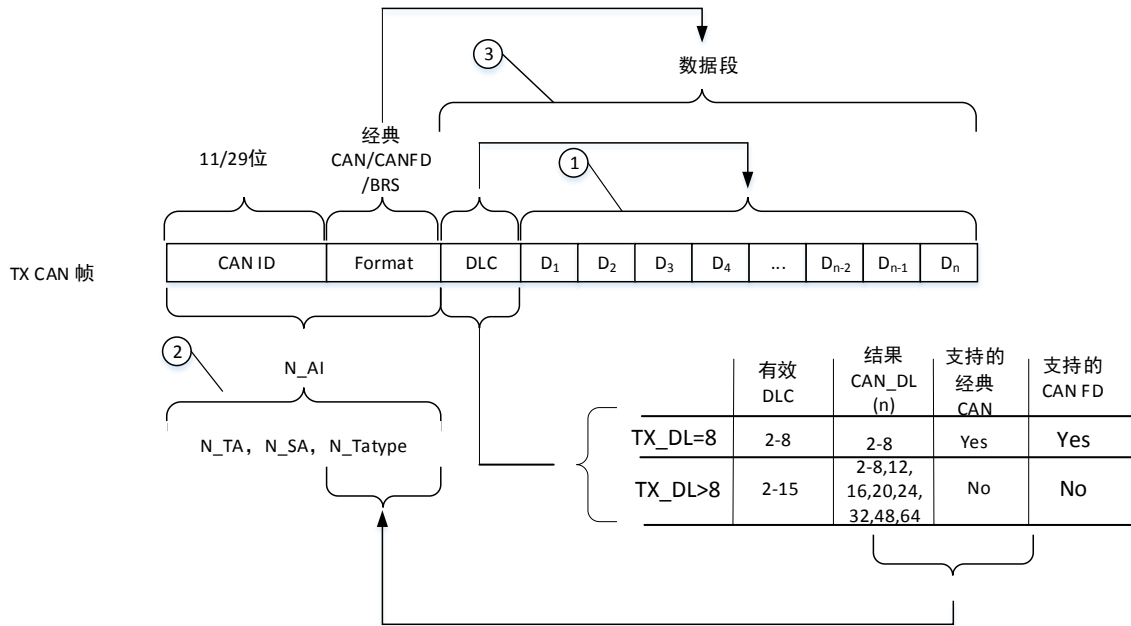 ③
数据段
经典
CAN/CANFD
/BRS
11/29位
①
TX CAN 帧
CAN ID
Format
DLC
D1
D2
D3
D4
...
Dn-2
Dn-1
Dn
②
N_AI
N_TA，N_SA，N_Tatype
有效
DLC
结果
CAN_DL
(n)
支持的
经典
CAN
支持的
CAN FD
TX_DL=8
2-8
2-8
Yes
Yes
TX_DL>8
2-15
2-8,12,
16,20,24,
32,48,64
No
No